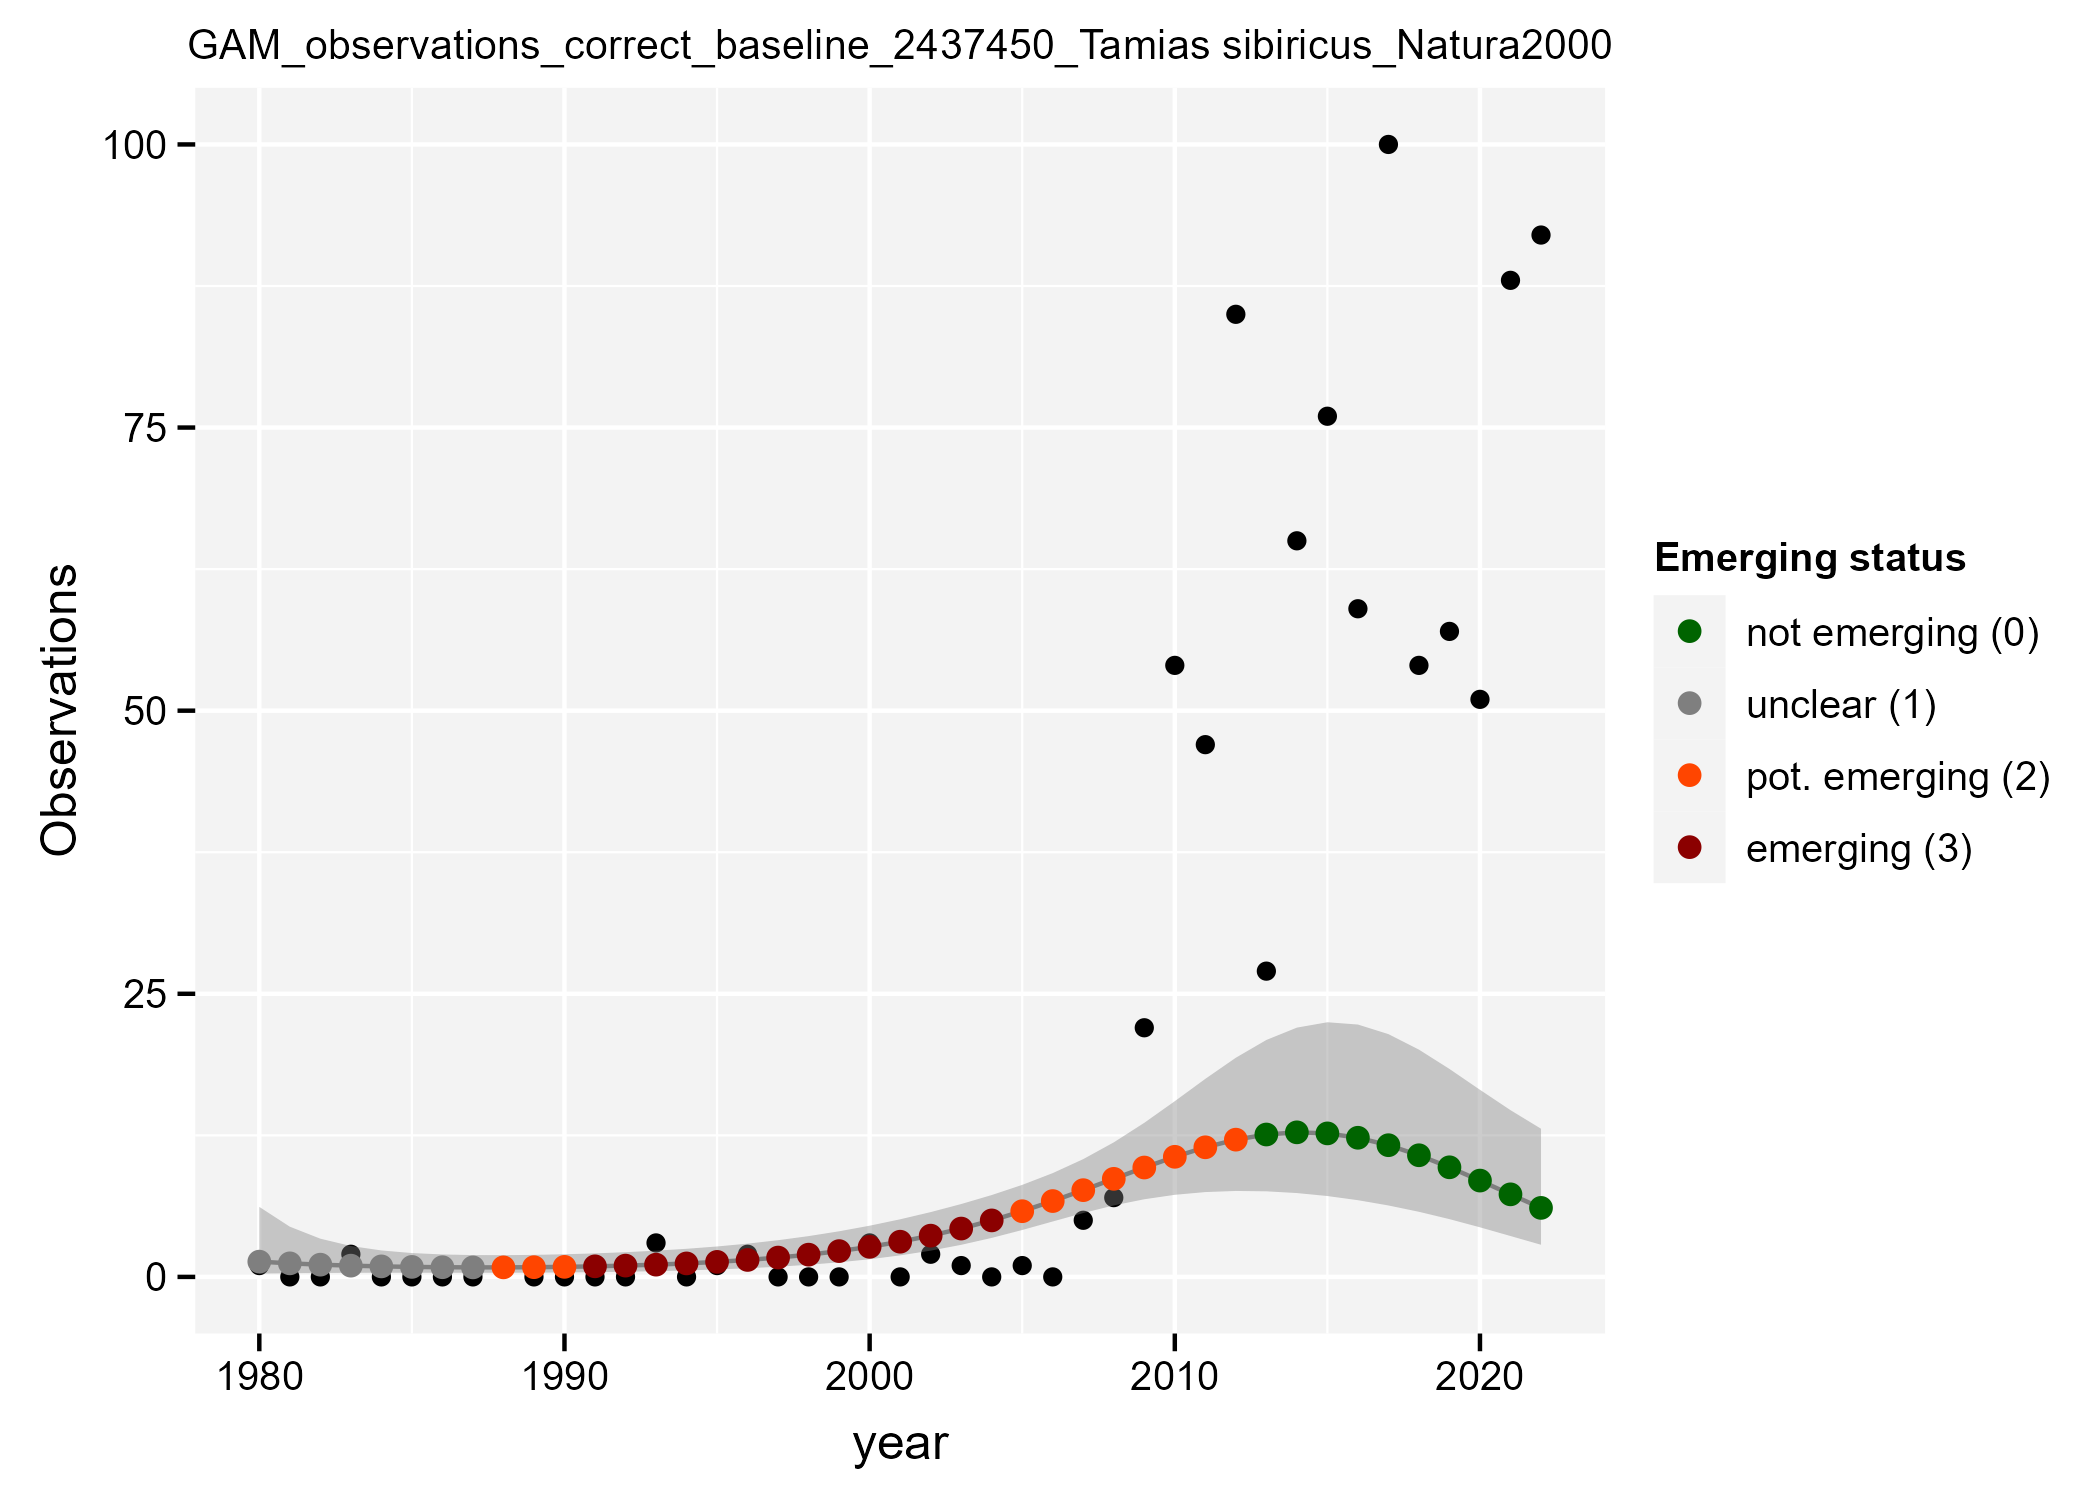 GAM_observations_correct_baseline_2437450_Tamias sibiricus_Natura2000
100
75
50
25
0
Observations
1980 1990 2000 2010 2020
year
Emerging status
not emerging (0)
unclear (1)
pot. emerging (2)
emerging (3)